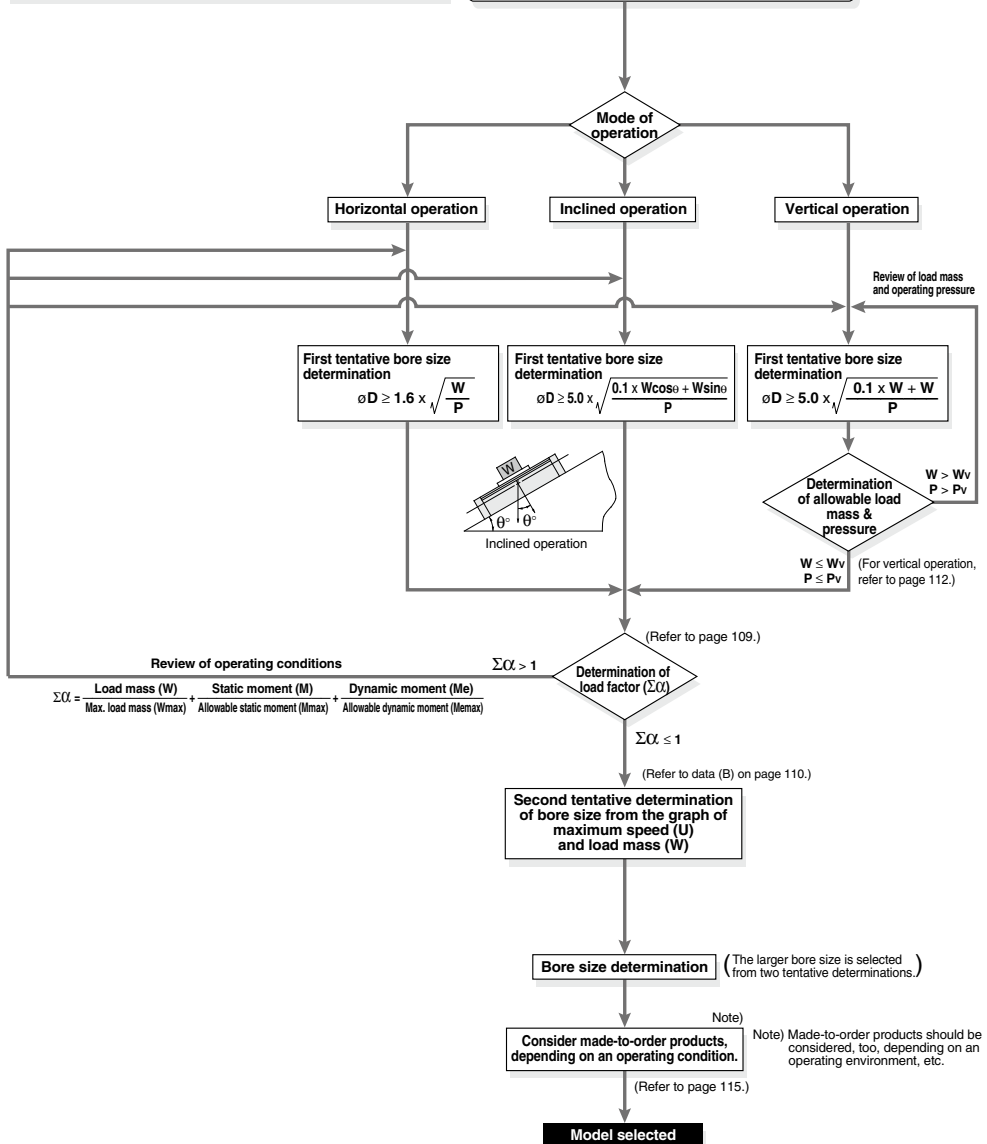 Mode of
operation
Horizontal operation
Inclined operation
Vertical operation
Review of load mass
and operating pressure
First tentative bore size
determination
øD ≥ 1.6 x √(W/P)
First tentative bore size
determination
øD ≥ 5.0 x √((0.1 x Wcosθ + Wsinθ)/P)
First tentative bore size
determination
øD ≥ 5.0 x √((0.1 x W + W)/P)
W
θ° θ°
Inclined operation
Determination
of allowable load
mass &
pressure
W > Wv
P > Pv
W ≤ Wv
P ≤ Pv
(For vertical operation,
refer to page 112.)
(Refer to page 109.)
Determination of
load factor (Σα)
Σα > 1
Review of operating conditions
Σα = Load mass (W)/Max. load mass (Wmax) + Static moment (M)/Allowable static moment (Mmax) + Dynamic moment (Me)/Allowable dynamic moment (Memax)
Σα ≤ 1
(Refer to data (B) on page 110.)
Second tentative determination
of bore size from the graph of
maximum speed (U)
and load mass (W)
Bore size determination
(The larger bore size is selected
from two tentative determinations.)
Note)
Consider made-to-order products,
depending on an operating condition.
Note) Made-to-order products should be
considered, too, depending on an
operating environment, etc.
(Refer to page 115.)
Model selected